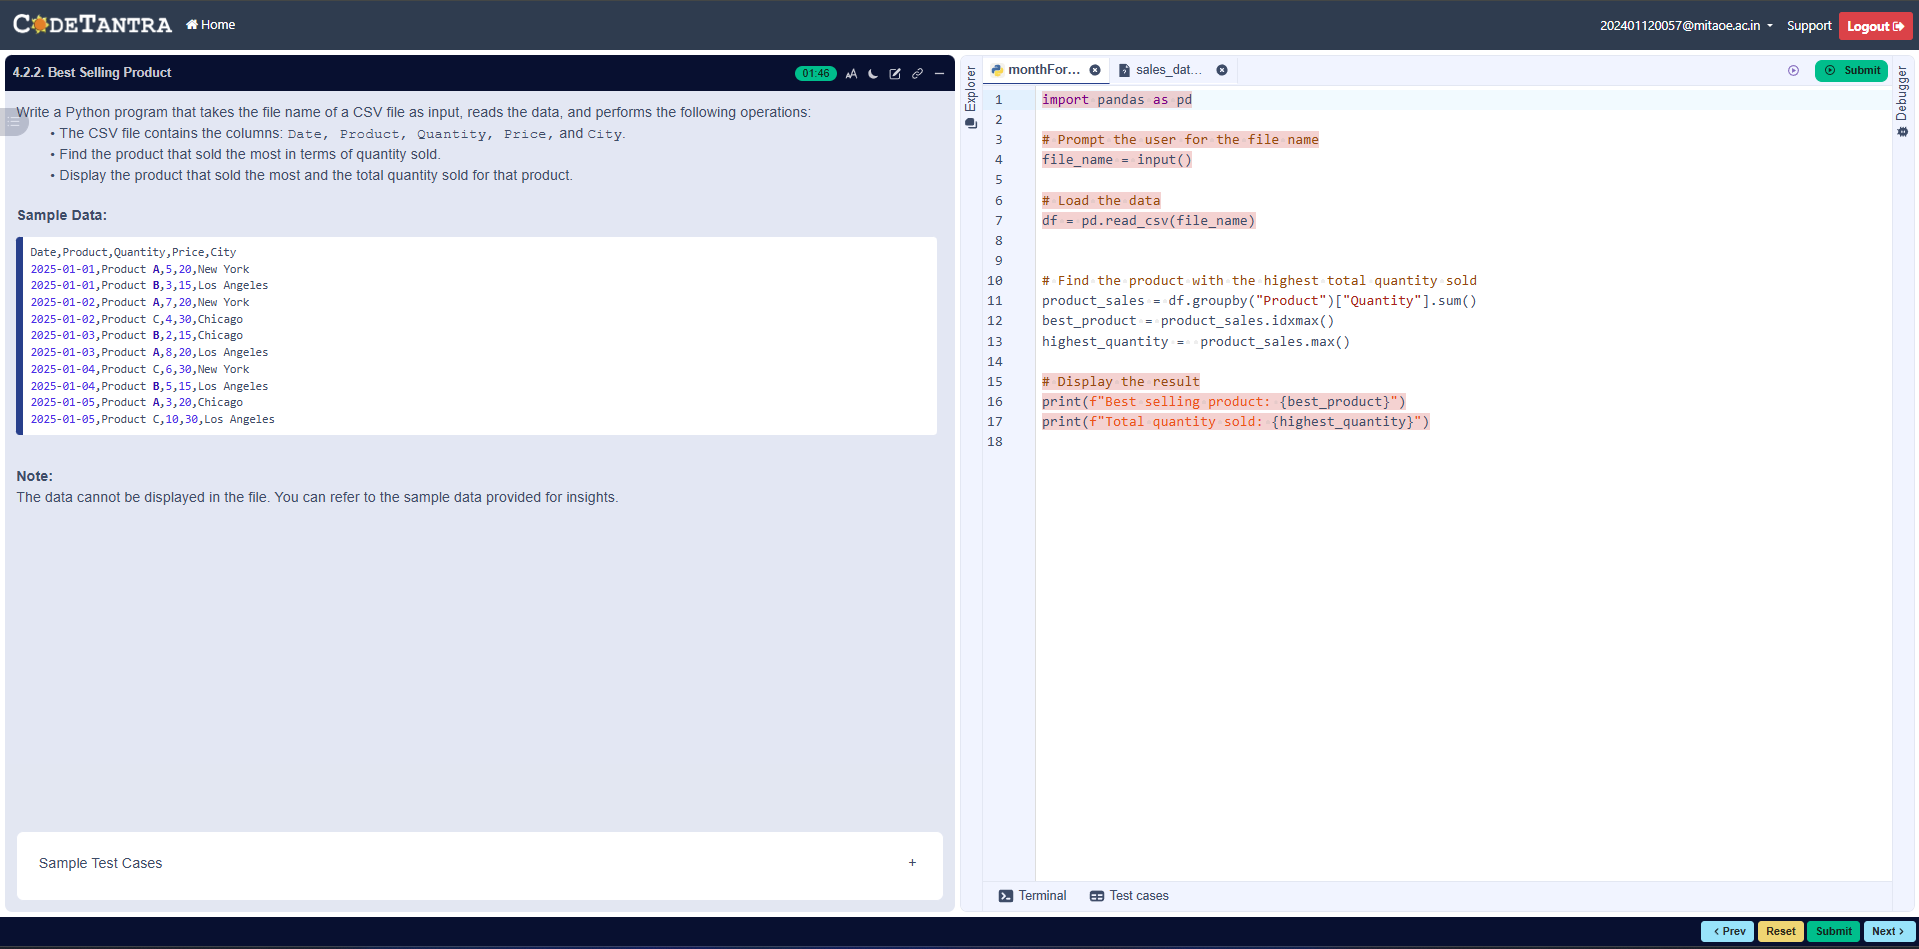 CODETANTRA
Home
202401120057@mitaoe.ac.in
Support
Logout
4.2.2. Best Selling Product
01:46
AA
Write a Python program that takes the file name of a CSV file as input, reads the data, and performs the following operations:
• The CSV file contains the columns: Date, Product, Quantity, Price, and City.
• Find the product that sold the most in terms of quantity sold.
• Display the product that sold the most and the total quantity sold for that product.
Sample Data:
Date,Product,Quantity,Price,City
2025-01-01,Product A,5,20,New York
2025-01-01,Product B,3,15,Los Angeles
2025-01-02,Product A,7,20,New York
2025-01-02,Product C,4,30,Chicago
2025-01-03,Product B,2,15,Chicago
2025-01-03,Product A,8,20,Los Angeles
2025-01-04,Product C,6,30,New York
2025-01-04,Product B,5,15,Los Angeles
2025-01-05,Product A,3,20,Chicago
2025-01-05,Product C,10,30,Los Angeles
Note:
The data cannot be displayed in the file. You can refer to the sample data provided for insights.
Sample Test Cases
+
Explorer
monthFor...
sales_dat...
Submit
Debugger
1 import pandas as pd
2
3 # Prompt the user for the file name
4 file_name = input()
5
6 # Load the data
7 df = pd.read_csv(file_name)
8
9
10 # Find the product with the highest total quantity sold
11 product_sales = df.groupby("Product")["Quantity"].sum()
12 best_product = product_sales.idxmax()
13 highest_quantity =  product_sales.max()
14
15 # Display the result
16 print(f"Best selling product: {best_product}")
17 print(f"Total quantity sold: {highest_quantity}")
18
Terminal
Test cases
< Prev
Reset
Submit
Next >